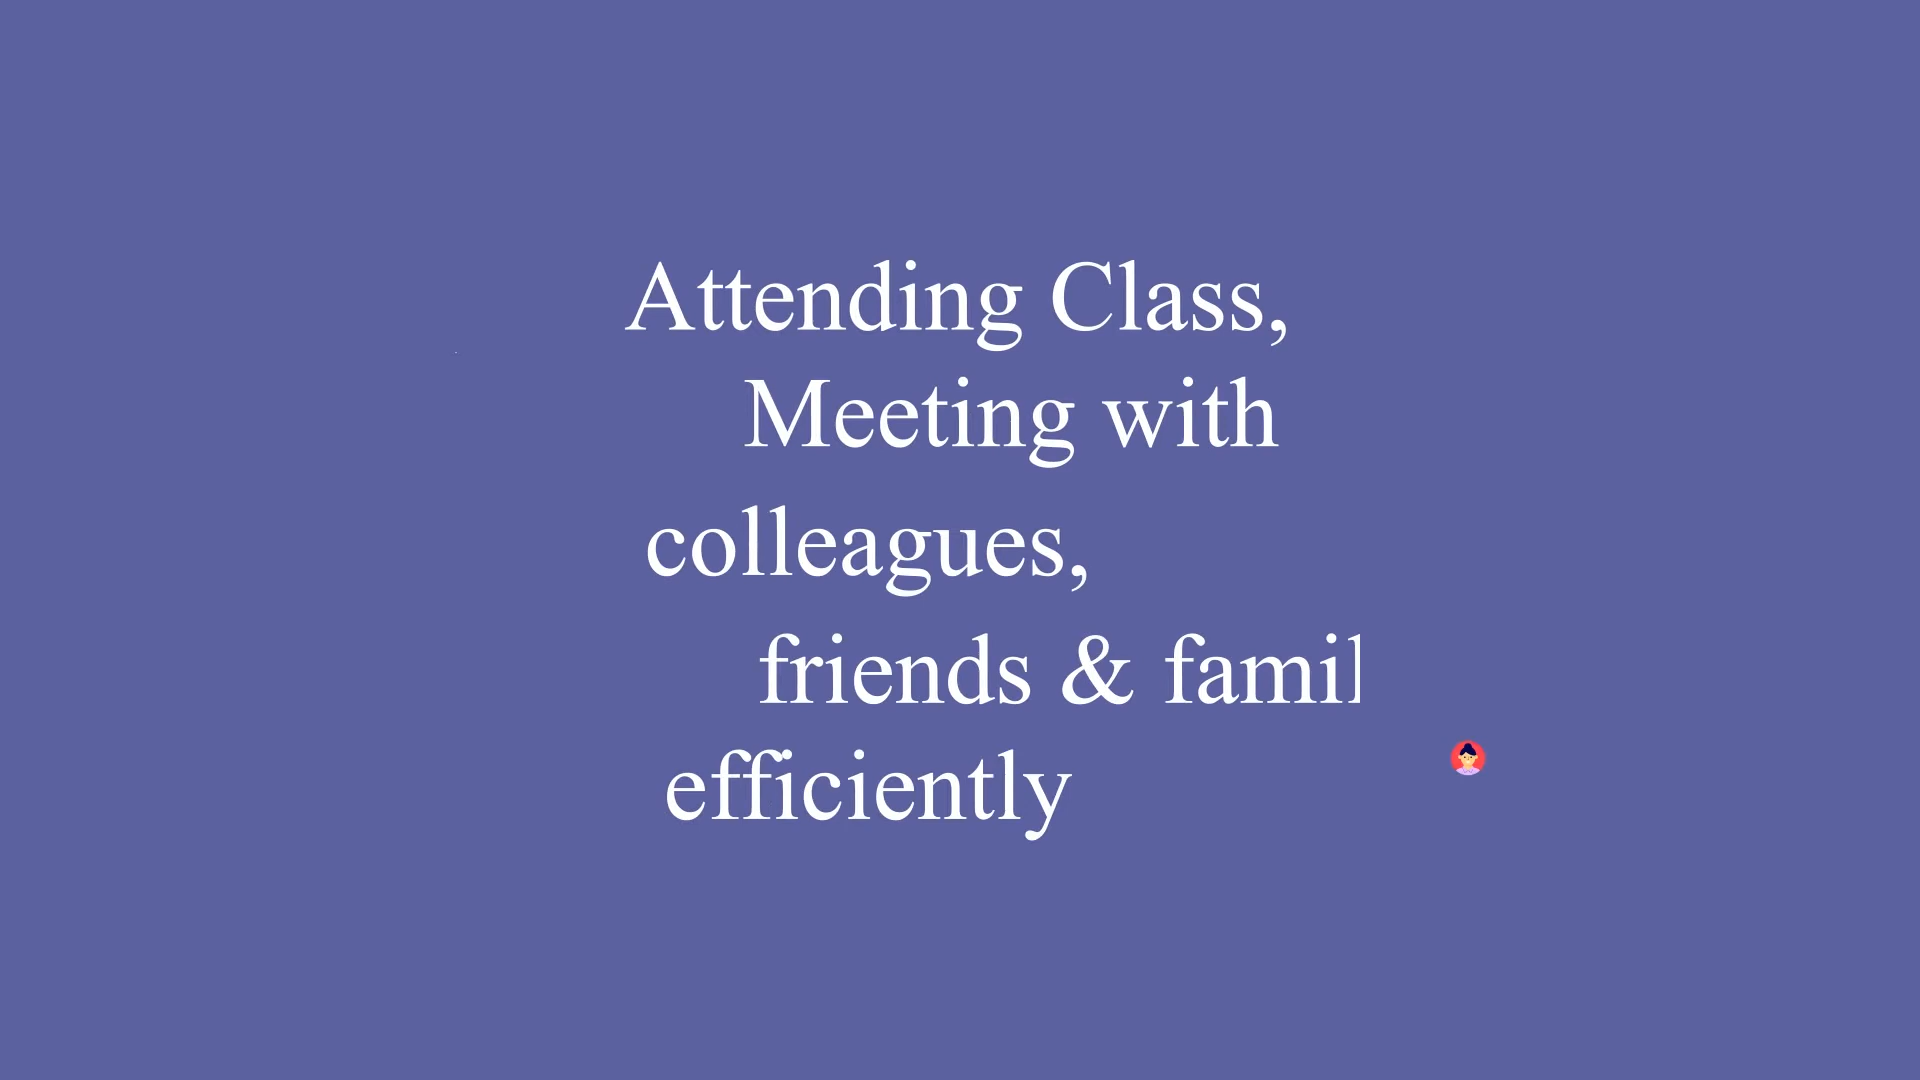 Attending Class,
Meeting with
colleagues,
friends & famil
efficiently